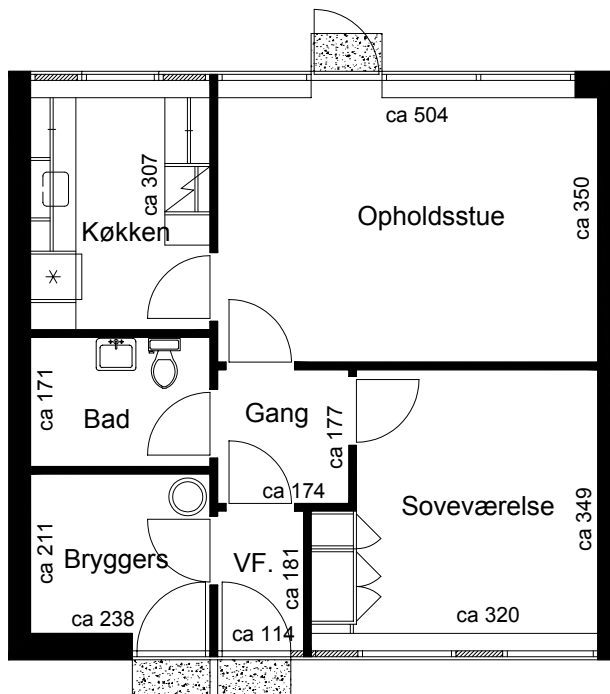 ca 504
ca 307
ca 350
Opholdsstue
Køkken
ca 171
Bad
Gang
ca 177
ca 174
Soveværelse
ca 349
ca 211
Bryggers
VF.
ca 181
ca 238
ca 114
ca 320